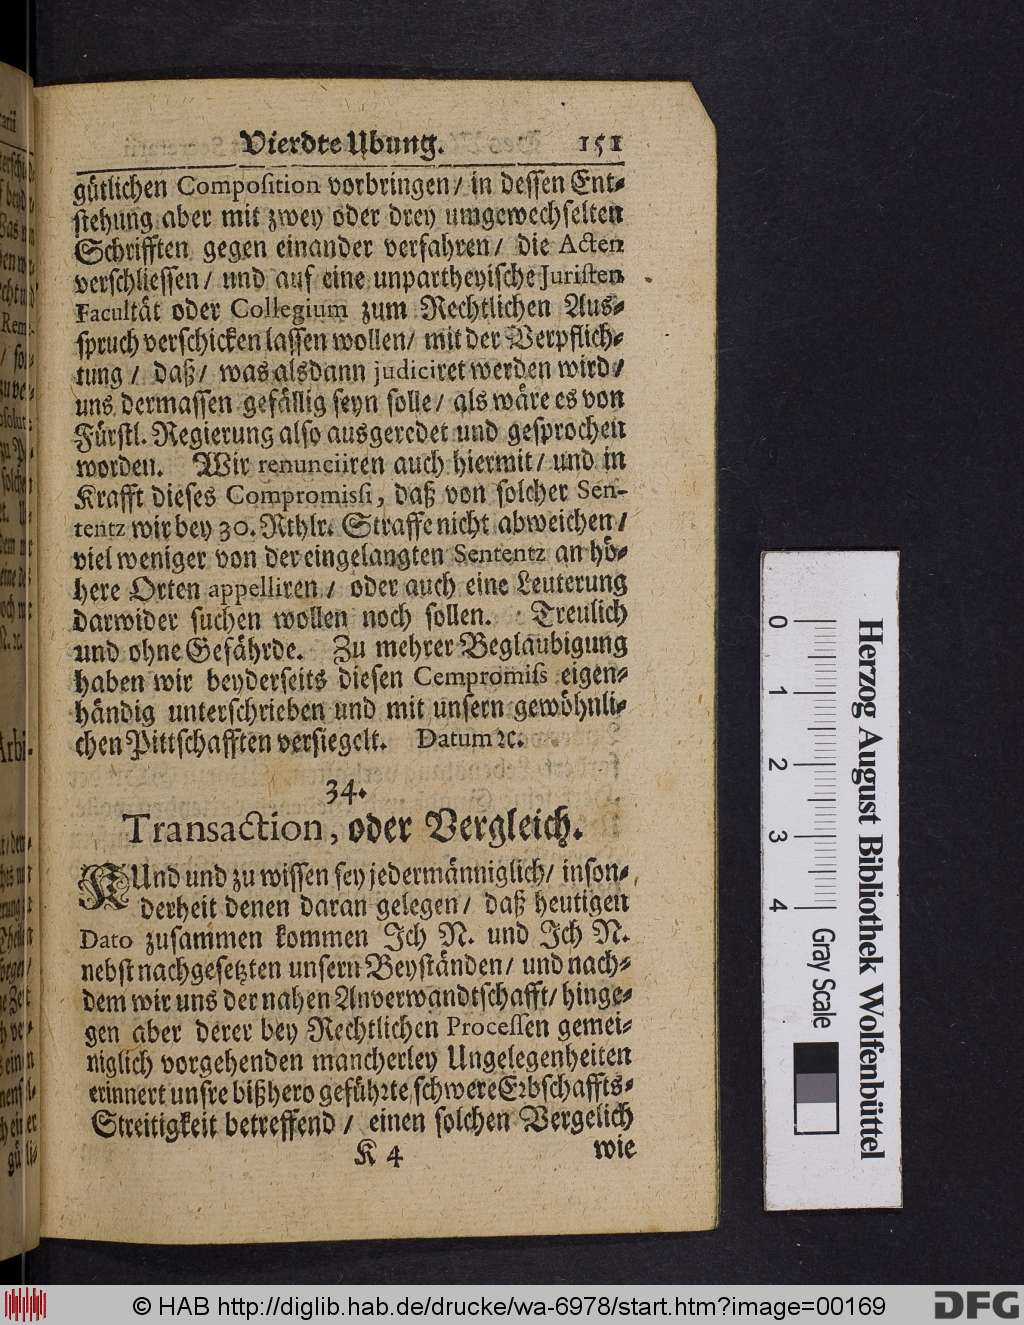 Vierdte Ubung. 151
gütlichen Composition vorbringen / in dessen Ent-
stehung aber mit zwey oder drey umgewechselten
Schrifften gegen einander verfahren / die Acten
verschliessen / und auf eine unpartheyische Juristen
Facultät oder Collegium zum Rechtlichen Aus-
spruch verschicken lassen wollen / mit der Verpflich-
tung / daß / was alsdann judiciret werden wird /
uns dermassen gefällig seyn solle / als wäre es von
Fürstl. Regierung also ausgeredet und gesprochen
worden. Wir renunciiren auch hiermit / und in
Krafft dieses Compromissi, daß von solcher Sen-
tentz wir bey 30. Rthlr. Straffe nicht abweichen /
viel weniger von der eingelangten Sententz an hö-
here Orten appelliren / oder auch eine Leuterung
darwider suchen wollen noch sollen. Treulich
und ohne Gefährde. Zu mehrer Beglaubigung
haben wir beyderseits diesen Cempromiss eigen-
händig unterschrieben und mit unsern gewöhnli-
chen Pittschafften versiegelt. Datum ꝛc.
34.
Transaction, oder Vergleich.
KUnd und zu wissen sey jedermänniglich / inson-
derheit denen daran gelegen / daß heutigen
Dato zusammen kommen Ich N. und Ich N.
nebst nachgesetzten unsern Beyständen / und nach-
dem wir uns der nahen Anverwandtschafft / hinge-
gen aber derer bey Rechtlichen Processen gemei-
niglich vorgehenden mancherley Ungelegenheiten
erinnert unsre bißhero geführte schwere Erbschaffts-
Streitigkeit betreffend / einen solchen Vergelich
K 4 wie
0 1 2 3 4 Gray Scale
Herzog August Bibliothek Wolfenbüttel
© HAB http://diglib.hab.de/drucke/wa-6978/start.htm?image=00169
DFG